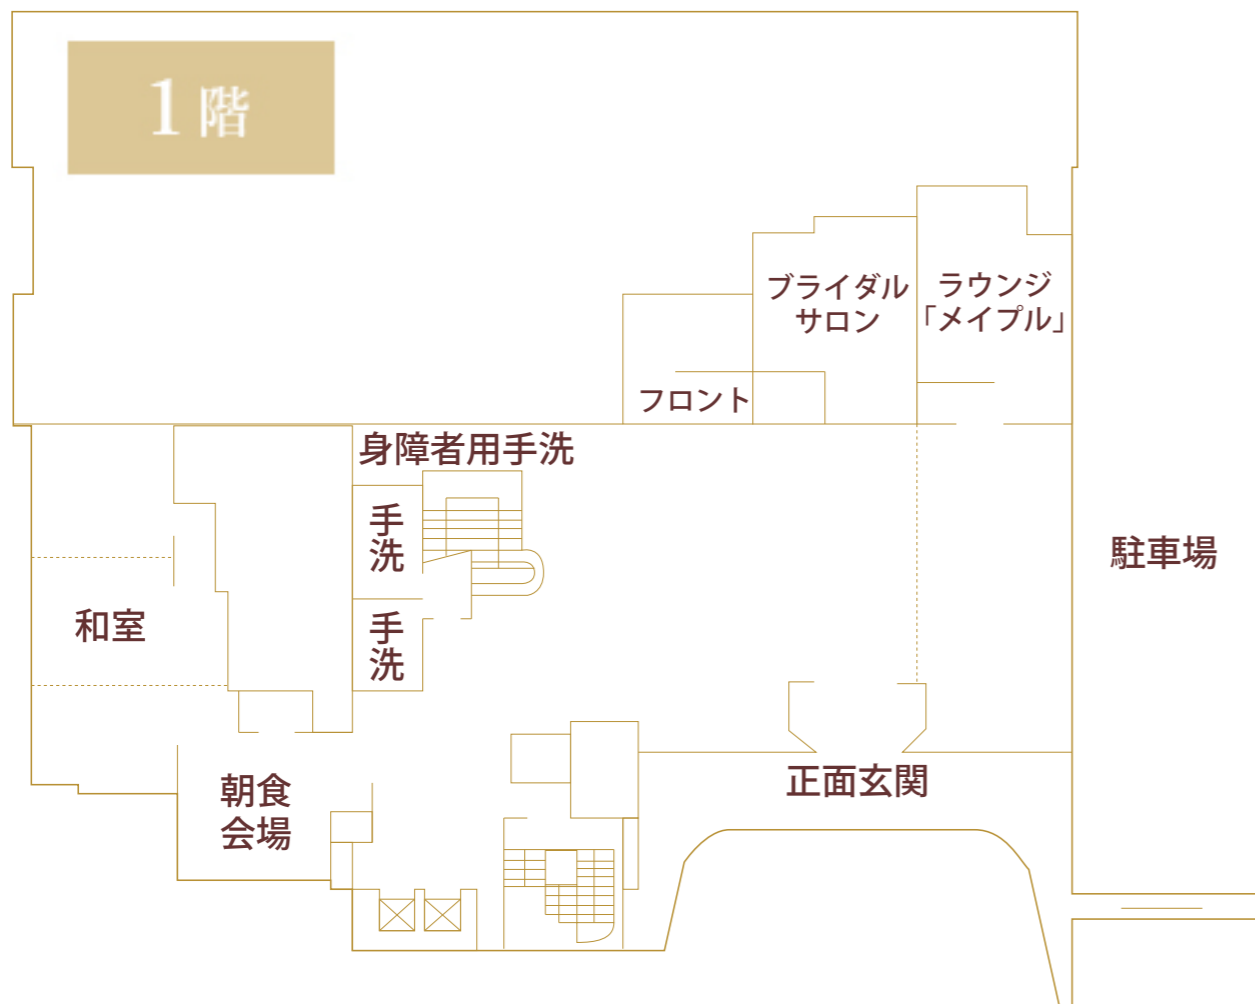 1階
ブライダル
サロン
ラウンジ
「メイプル」
フロント
身障者用手洗
手
洗
駐車場
和室
手
洗
朝食
会場
正面玄関